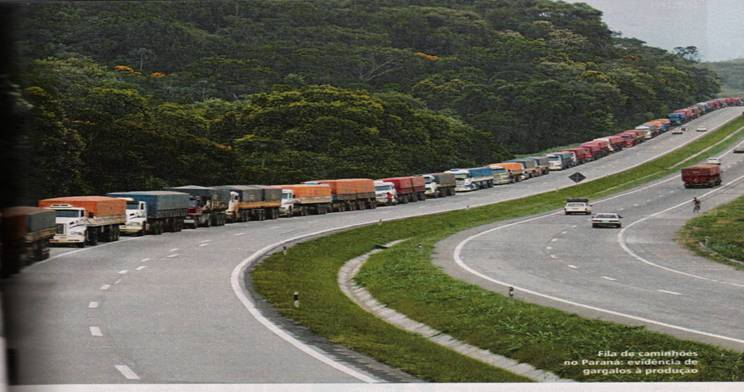 Fila de caminhões
no Paraná: evidência de
gargalos à produção